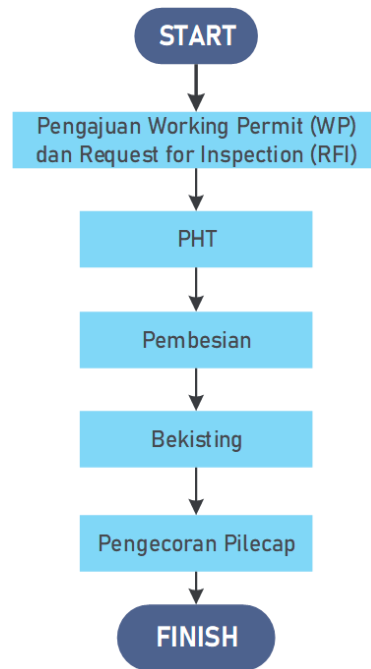 START
Pengajuan Working Permit (WP)
dan Request for Inspection (RFI)
PHT
Pembesian
Bekisting
Pengecoran Pilecap
FINISH